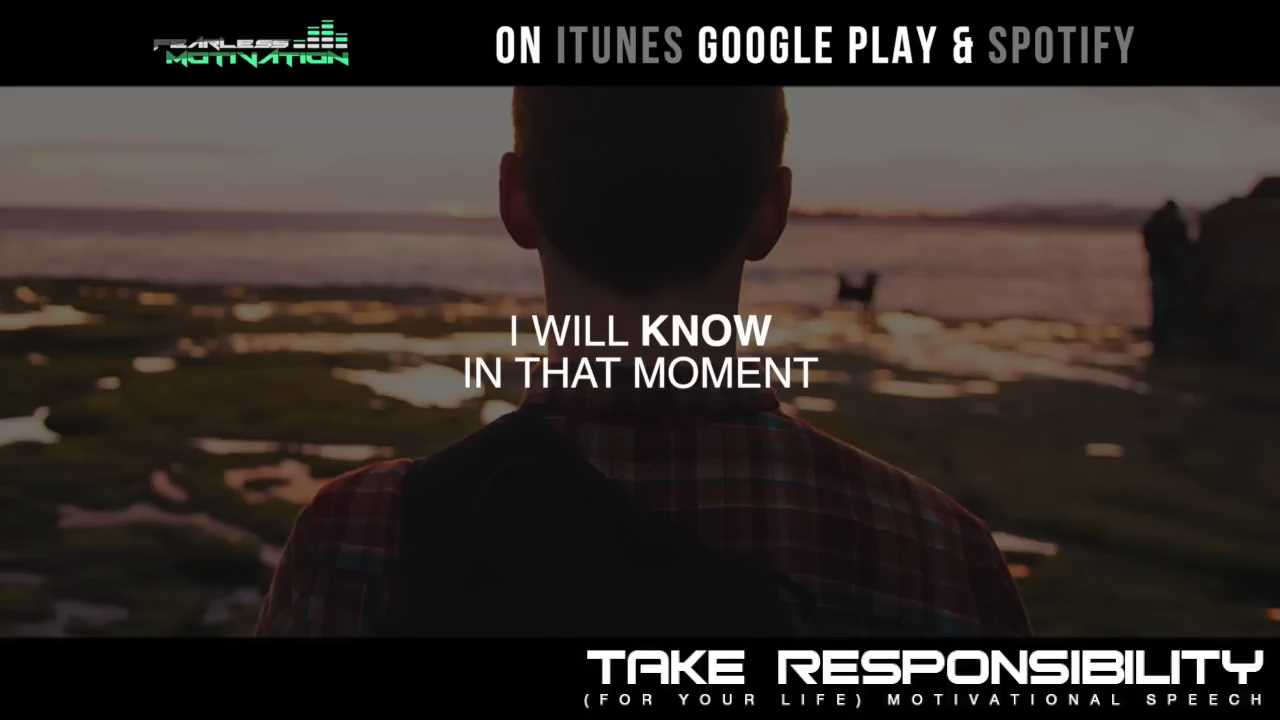 FEARLESS
MOTIVATION
ON ITUNES GOOGLE PLAY & SPOTIFY
I WILL KNOW
IN THAT MOMENT
TAKE RESPONSIBILITY
(FOR YOUR LIFE) MOTIVATIONAL SPEECH